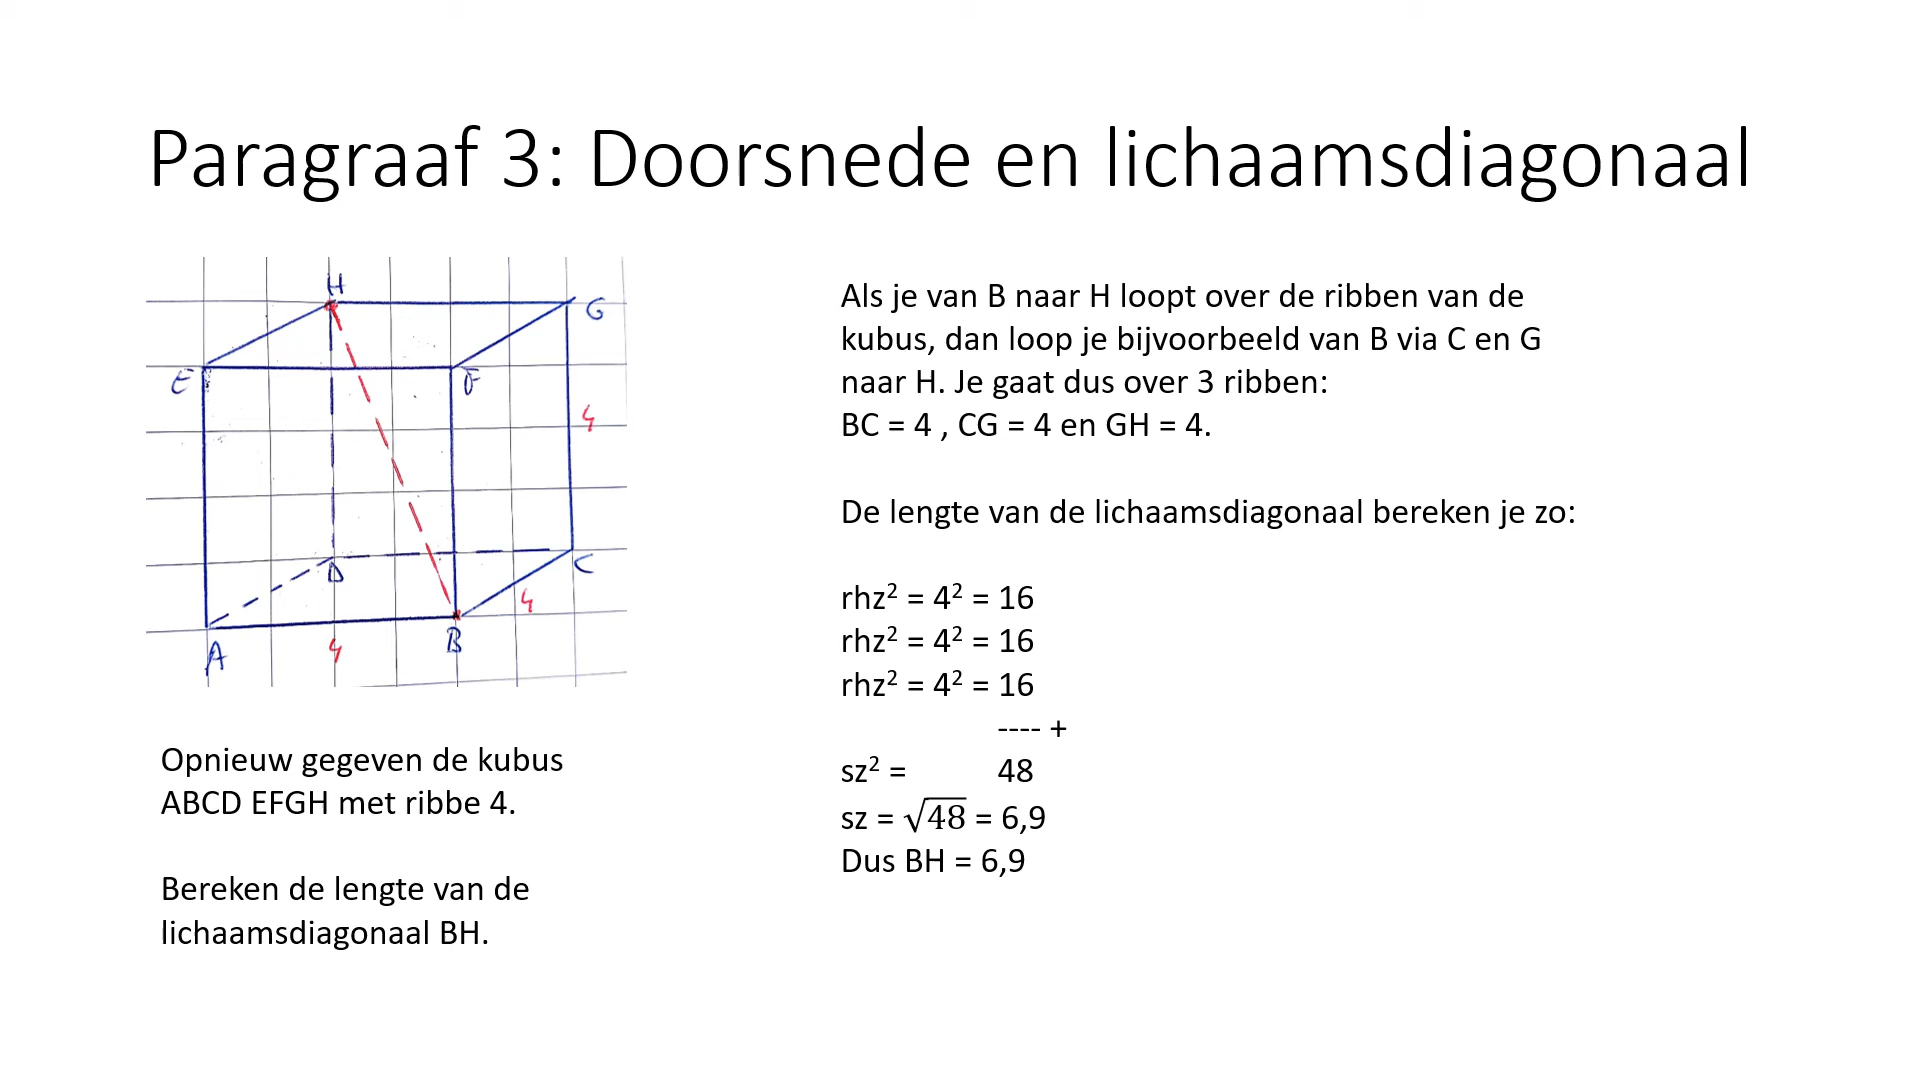 Paragraaf 3: Doorsnede en lichaamsdiagonaal
H
G
E
F
4
D
C
4
A
4
B
Opnieuw gegeven de kubus
ABCD EFGH met ribbe 4.
Bereken de lengte van de
lichaamsdiagonaal BH.
Als je van B naar H loopt over de ribben van de
kubus, dan loop je bijvoorbeeld van B via C en G
naar H. Je gaat dus over 3 ribben:
BC = 4 , CG = 4 en GH = 4.
De lengte van de lichaamsdiagonaal bereken je zo:
rhz² = 4² = 16
rhz² = 4² = 16
rhz² = 4² = 16
---- +
sz² = 48
sz = √48 = 6,9
Dus BH = 6,9